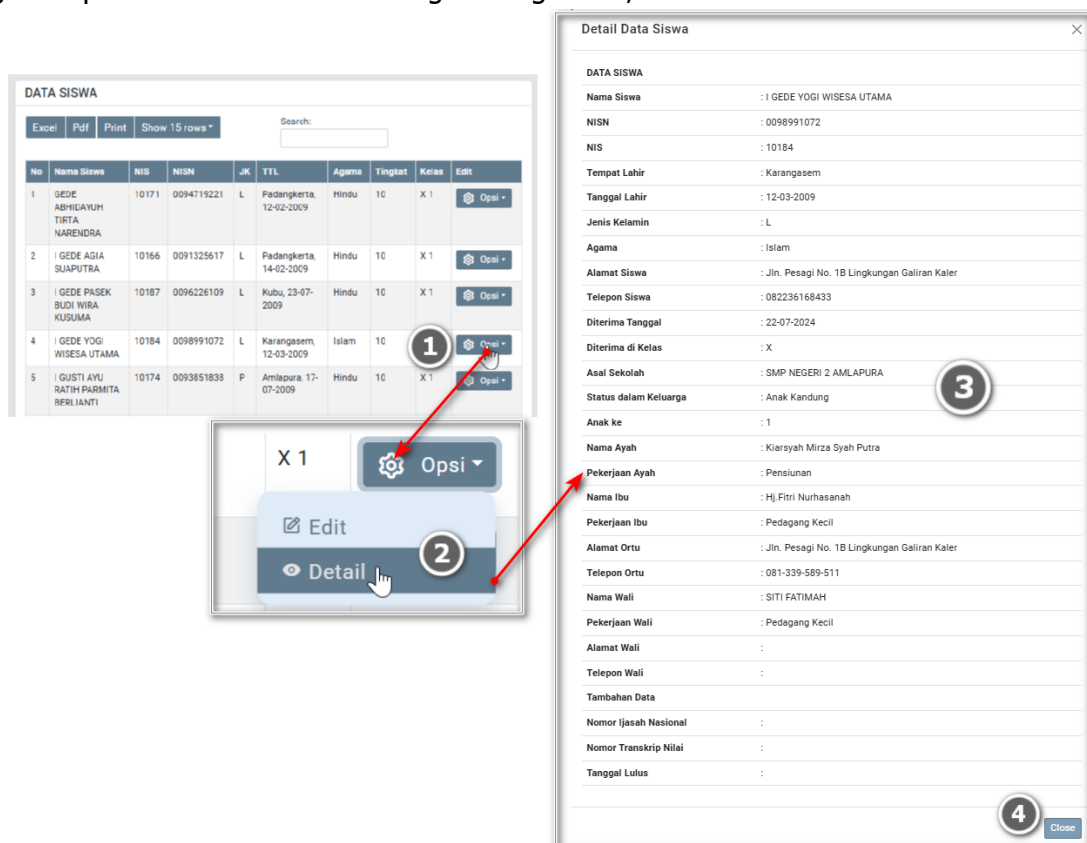 Detail Data Siswa
DATA SISWA
Nama Siswa : I GEDE YOGI WISESA UTAMA
NISN : 0098991072
NIS : 10184
Tempat Lahir : Karangasem
Tanggal Lahir : 12-03-2009
Jenis Kelamin : L
Agama : Islam
Alamat Siswa : Jln. Pesagi No. 1B Lingkungan Galiran Kaler
Telepon Siswa : 082236168433
Diterima Tanggal : 22-07-2024
Diterima di Kelas : X
Asal Sekolah : SMP NEGERI 2 AMLAPURA
Status dalam Keluarga : Anak Kandung
Anak ke : 1
Nama Ayah : Kiarsyah Mirza Syah Putra
Pekerjaan Ayah : Pensiunan
Nama Ibu : Hj.Fitri Nurhasanah
Pekerjaan Ibu : Pedagang Kecil
Alamat Ortu : Jln. Pesagi No. 1B Lingkungan Galiran Kaler
Telepon Ortu : 081-339-589-511
Nama Wali : SITI FATIMAH
Pekerjaan Wali : Pedagang Kecil
Alamat Wali :
Telepon Wali :
Tambahan Data
Nomor Ijasah Nasional :
Nomor Transkrip Nilai :
Tanggal Lulus :
3
4
Close
DATA SISWA
Excel Pdf Print Show 15 rows
Search:
No Nama Siswa NIS NISN JK TTL Agama Tingkat Kelas Edit
1 GEDE 10171 0094719221 L Padangkerta, Hindu 10 X 1 Opsi
ABHIDAYUH 12-02-2009
TIRTA
NARENDRA
2 I GEDE AGIA 10166 0091325617 L Padangkerta, Hindu 10 X 1 Opsi
SUAPUTRA 14-02-2009
3 I GEDE PASEK 10187 0096226109 L Kubu, 23-07- Hindu 10 X 1 Opsi
BUDI WIRA 2009
KUSUMA
4 I GEDE YOGI 10184 0098991072 L Karangasem, Islam 10 1 Opsi
WISESA UTAMA 12-03-2009
5 I GUSTI AYU 10174 0093851838 P Amlapura, 17- Hindu 10 X 1 Opsi
RATIH PARMITA 07-2009
BERLIANTI
X 1 Opsi
Edit
Detail
2